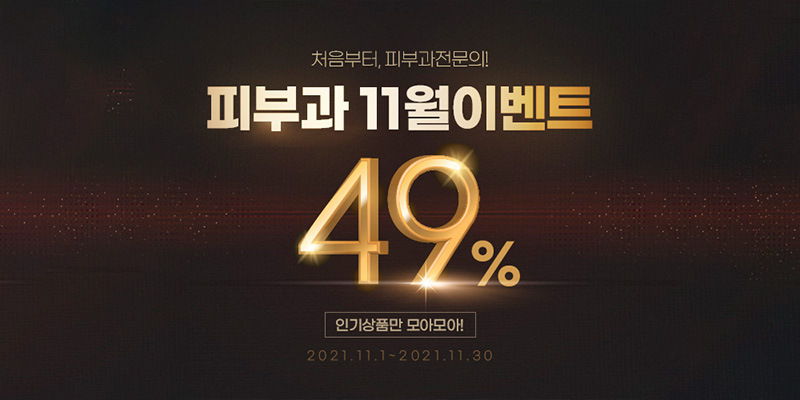 처음부터, 피부과전문의!
피부과 11월이벤트
49%
인기상품만 모아모아!
2021.11.1~2021.11.30